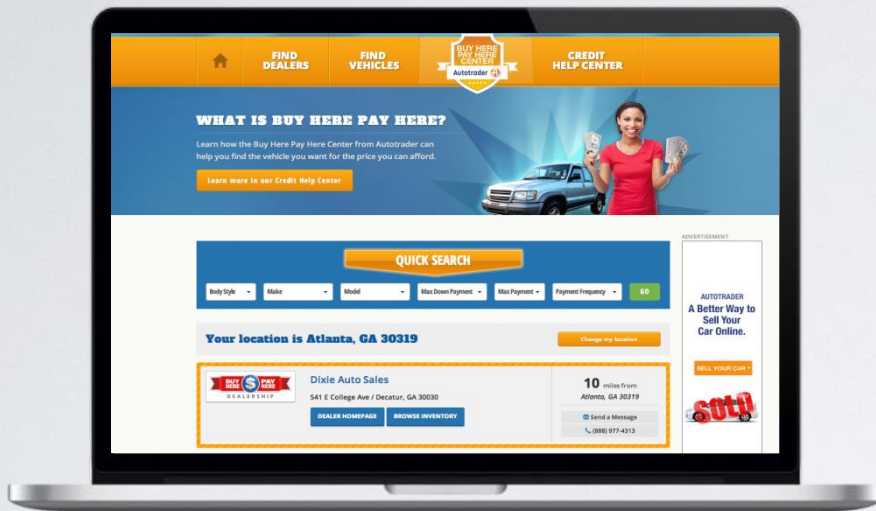 FIND
DEALERS
FIND
VEHICLES
BUY HERE
PAY HERE
CENTER
Autotrader
CREDIT
HELP CENTER
WHAT IS BUY HERE PAY HERE?
Learn how the Buy Here Pay Here Center from Autotrader can
help you find the vehicle you want for the price you can afford.
Learn more in our Credit Help Center
ADVERTISEMENT
QUICK SEARCH
Body Style
Make
Model
Max Down Payment
Max Payment
Payment Frequency
GO
Your location is Atlanta, GA 30319
Change my location
BUY HERE
PAY HERE
DEALERSHIP
Dixie Auto Sales
541 E College Ave / Decatur, GA 30030
DEALER HOMEPAGE
BROWSE INVENTORY
10 miles from
Atlanta, GA 30319
Send a Message
(888) 977-4313
AUTOTRADER
A Better Way to
Sell Your
Car Online.
SELL YOUR CAR
SOLD